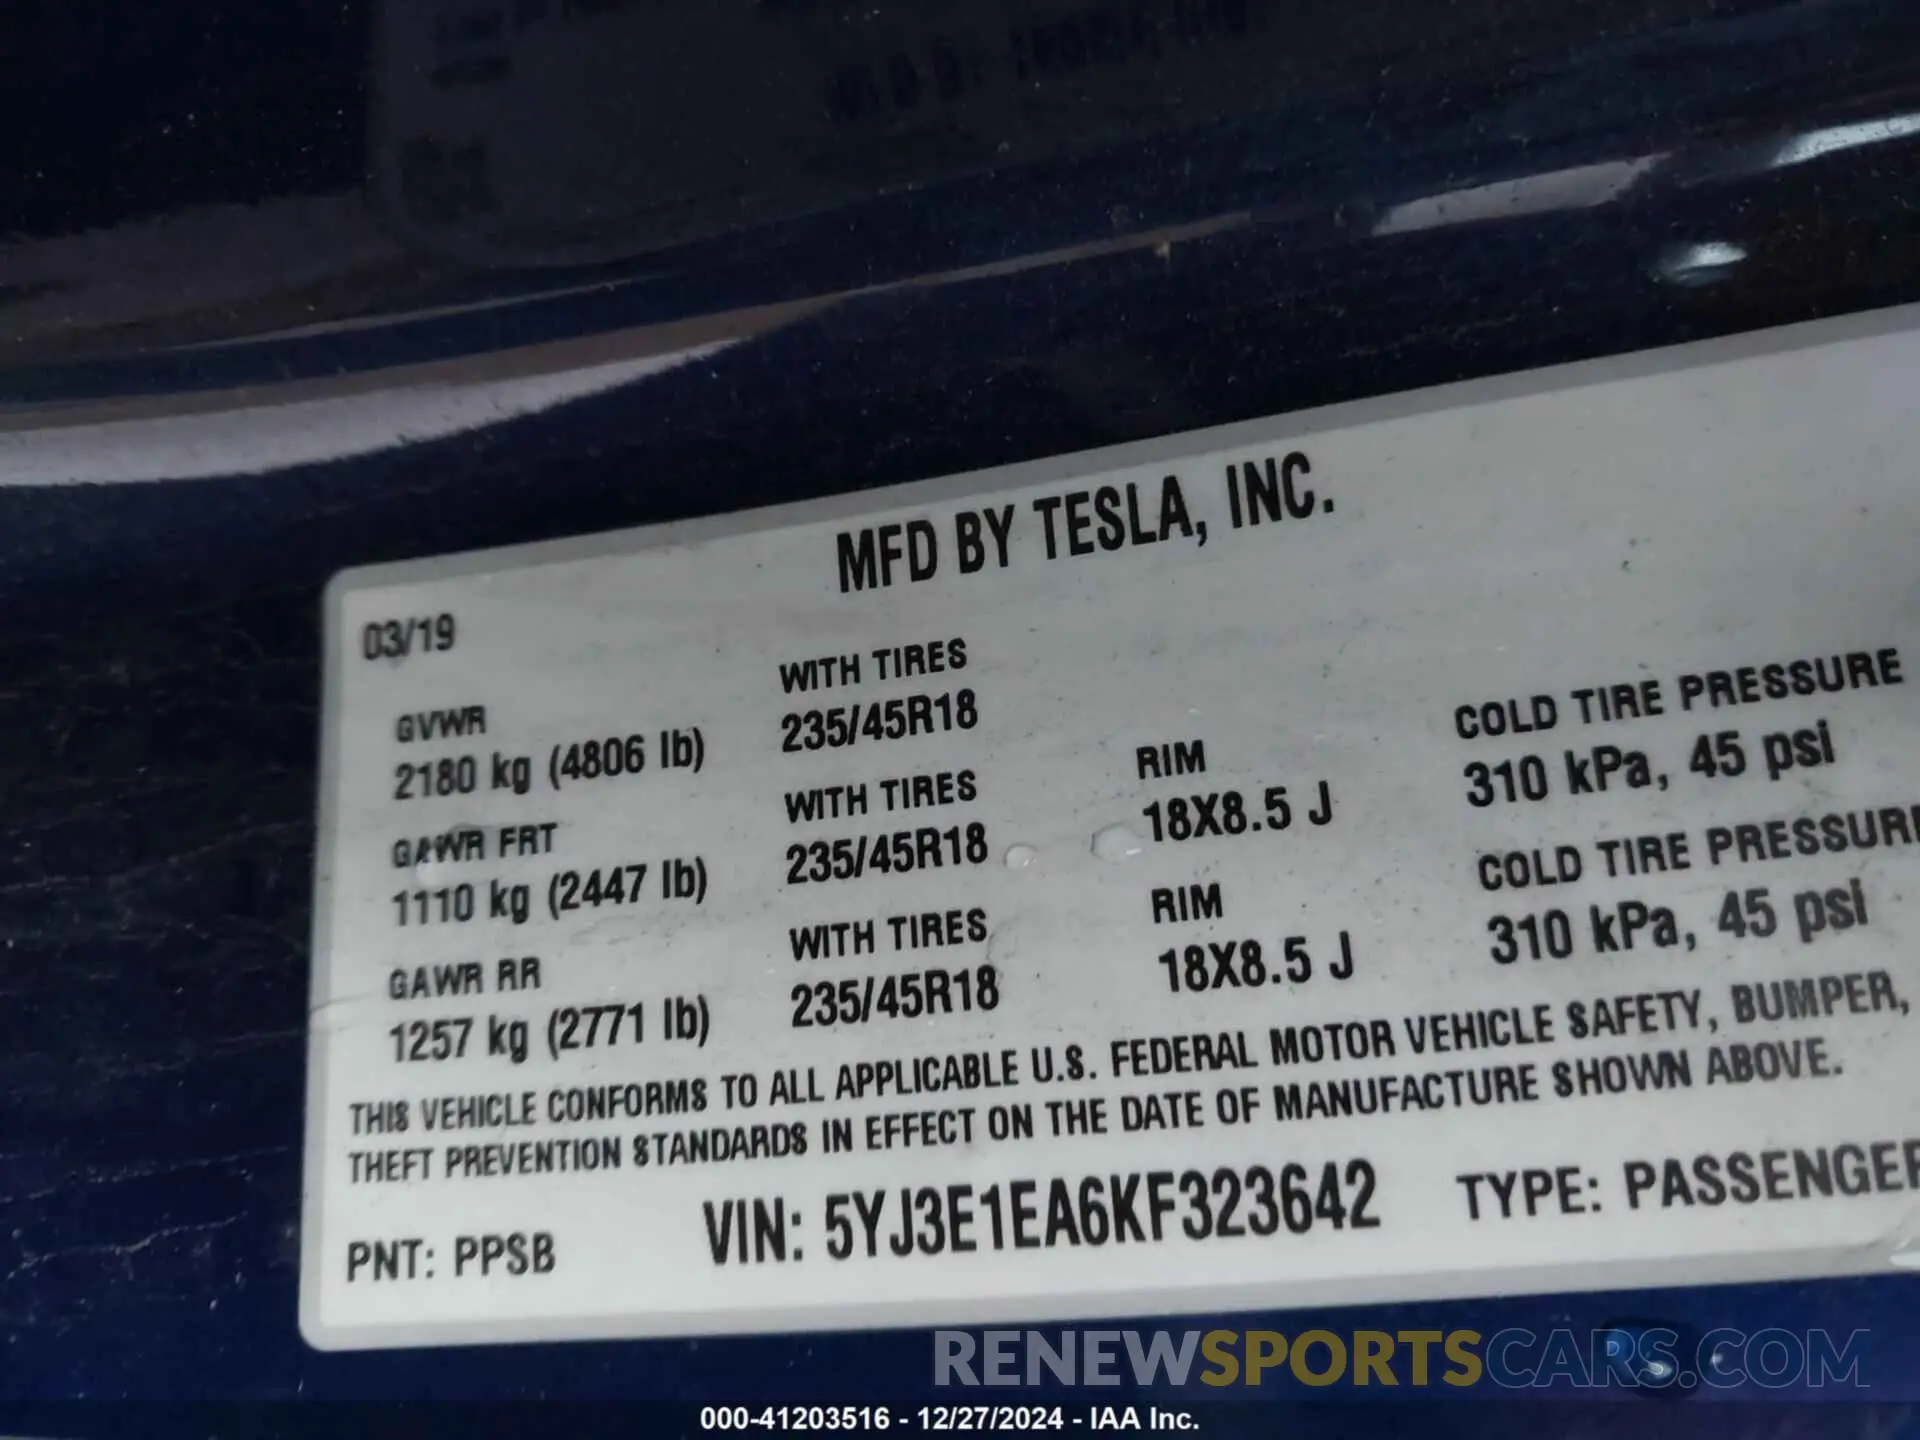 MFD BY TESLA, INC.
03/19
GVWR
2180 kg (4806 lb)
WITH TIRES
235/45R18
GAWR FRT
1110 kg (2447 lb)
WITH TIRES
235/45R18
RIM
18X8.5 J
COLD TIRE PRESSURE
310 kPa, 45 psi
GAWR RR
1257 kg (2771 lb)
WITH TIRES
235/45R18
RIM
18X8.5 J
COLD TIRE PRESSURE
310 kPa, 45 psi
THIS VEHICLE CONFORMS TO ALL APPLICABLE U.S. FEDERAL MOTOR VEHICLE SAFETY, BUMPER,
THEFT PREVENTION STANDARDS IN EFFECT ON THE DATE OF MANUFACTURE SHOWN ABOVE.
PNT: PPSB
VIN: 5YJ3E1EA6KF323642
TYPE: PASSENGER
RENEWSPORTSCARS.COM
000-41203516 - 12/27/2024 - IAA Inc.